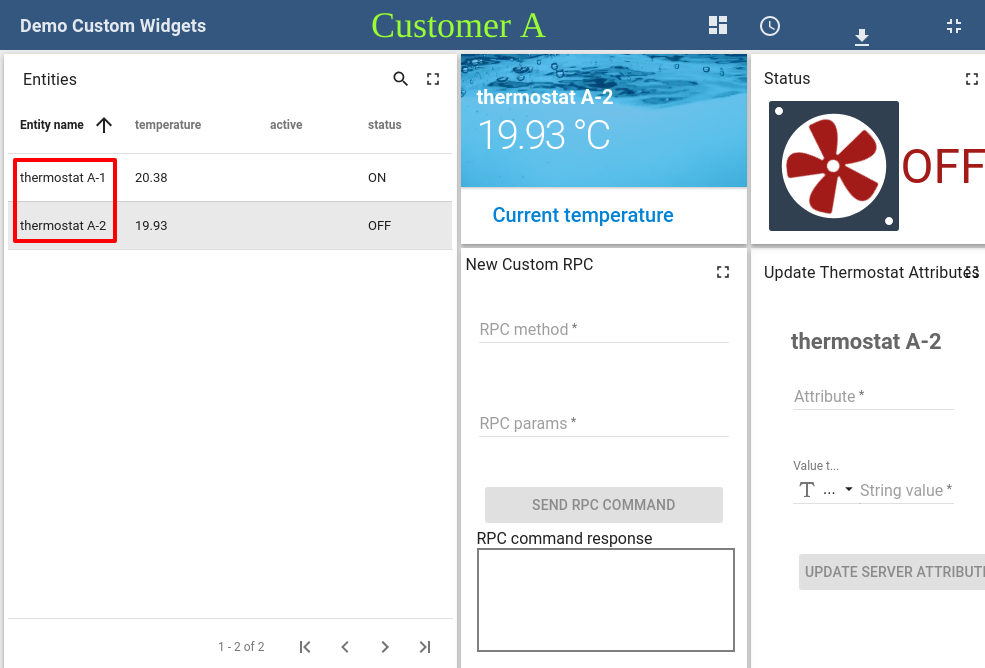 Demo Custom Widgets
Customer A
Entities
Entity name temperature active status
thermostat A-1 20.38 ON
thermostat A-2 19.93 OFF
1 - 2 of 2
thermostat A-2
19.93 °C
Current temperature
Status
OFF
New Custom RPC
RPC method *
RPC params *
SEND RPC COMMAND
RPC command response
Update Thermostat Attributes
thermostat A-2
Attribute *
Value t...
T ... String value *
UPDATE SERVER ATTRIBUTE